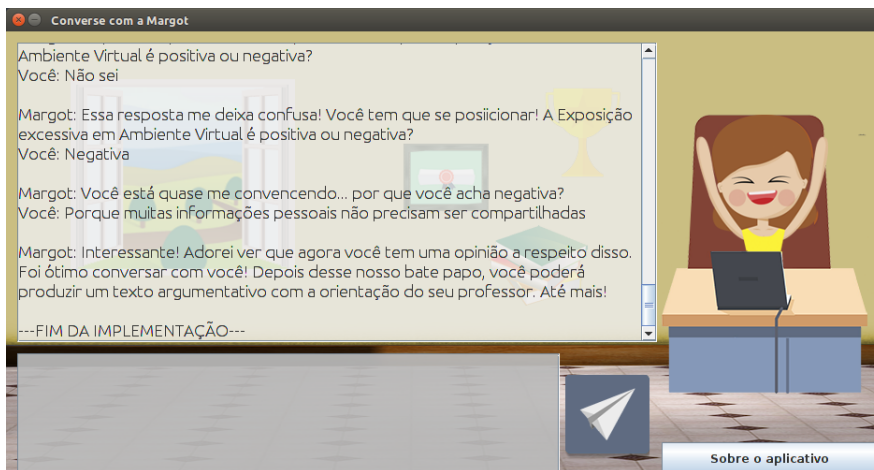 Converse com a Margot
Ambiente Virtual é positiva ou negativa?
Você: Não sei
Margot: Essa resposta me deixa confusa! Você tem que se posiicionar! A Exposição
excessiva em Ambiente Virtual é positiva ou negativa?
Você: Negativa
Margot: Você está quase me convencendo... por que você acha negativa?
Você: Porque muitas informações pessoais não precisam ser compartilhadas
Margot: Interessante! Adorei ver que agora você tem uma opinião a respeito disso.
Foi ótimo conversar com você! Depois desse nosso bate papo, você poderá
produzir um texto argumentativo com a orientação do seu professor. Até mais!
---FIM DA IMPLEMENTAÇÃO---
Sobre o aplicativo